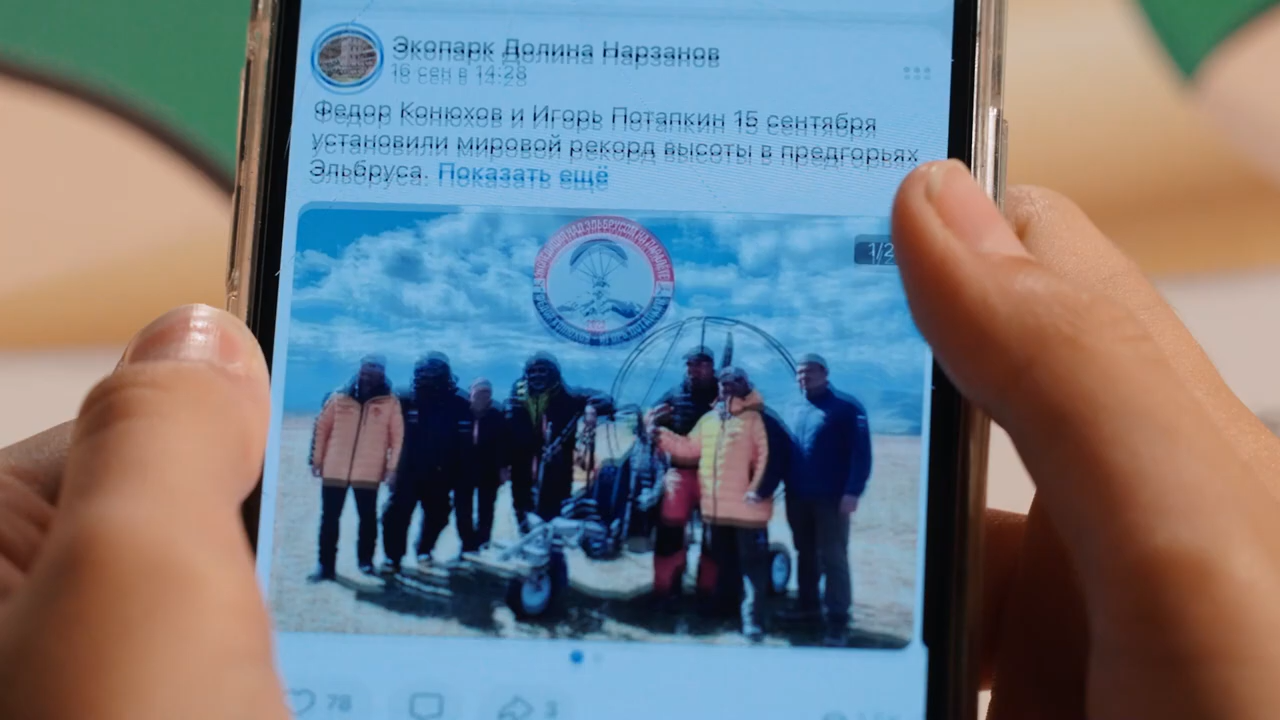 Экопарк Долина Нарзанов
16 сен в 14:28
Федор Конюхов и Игорь Потапкин 15 сентября
установили мировой рекорд высоты в предгорьях
Эльбруса. Показать ещё
1/2
78
3